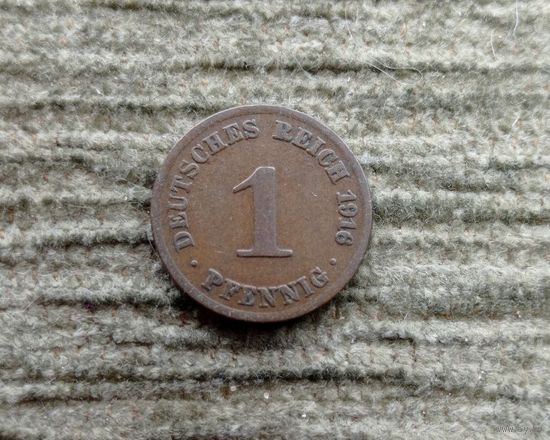 DEUTSCHES REICH 1916
1
· PFENNIG ·